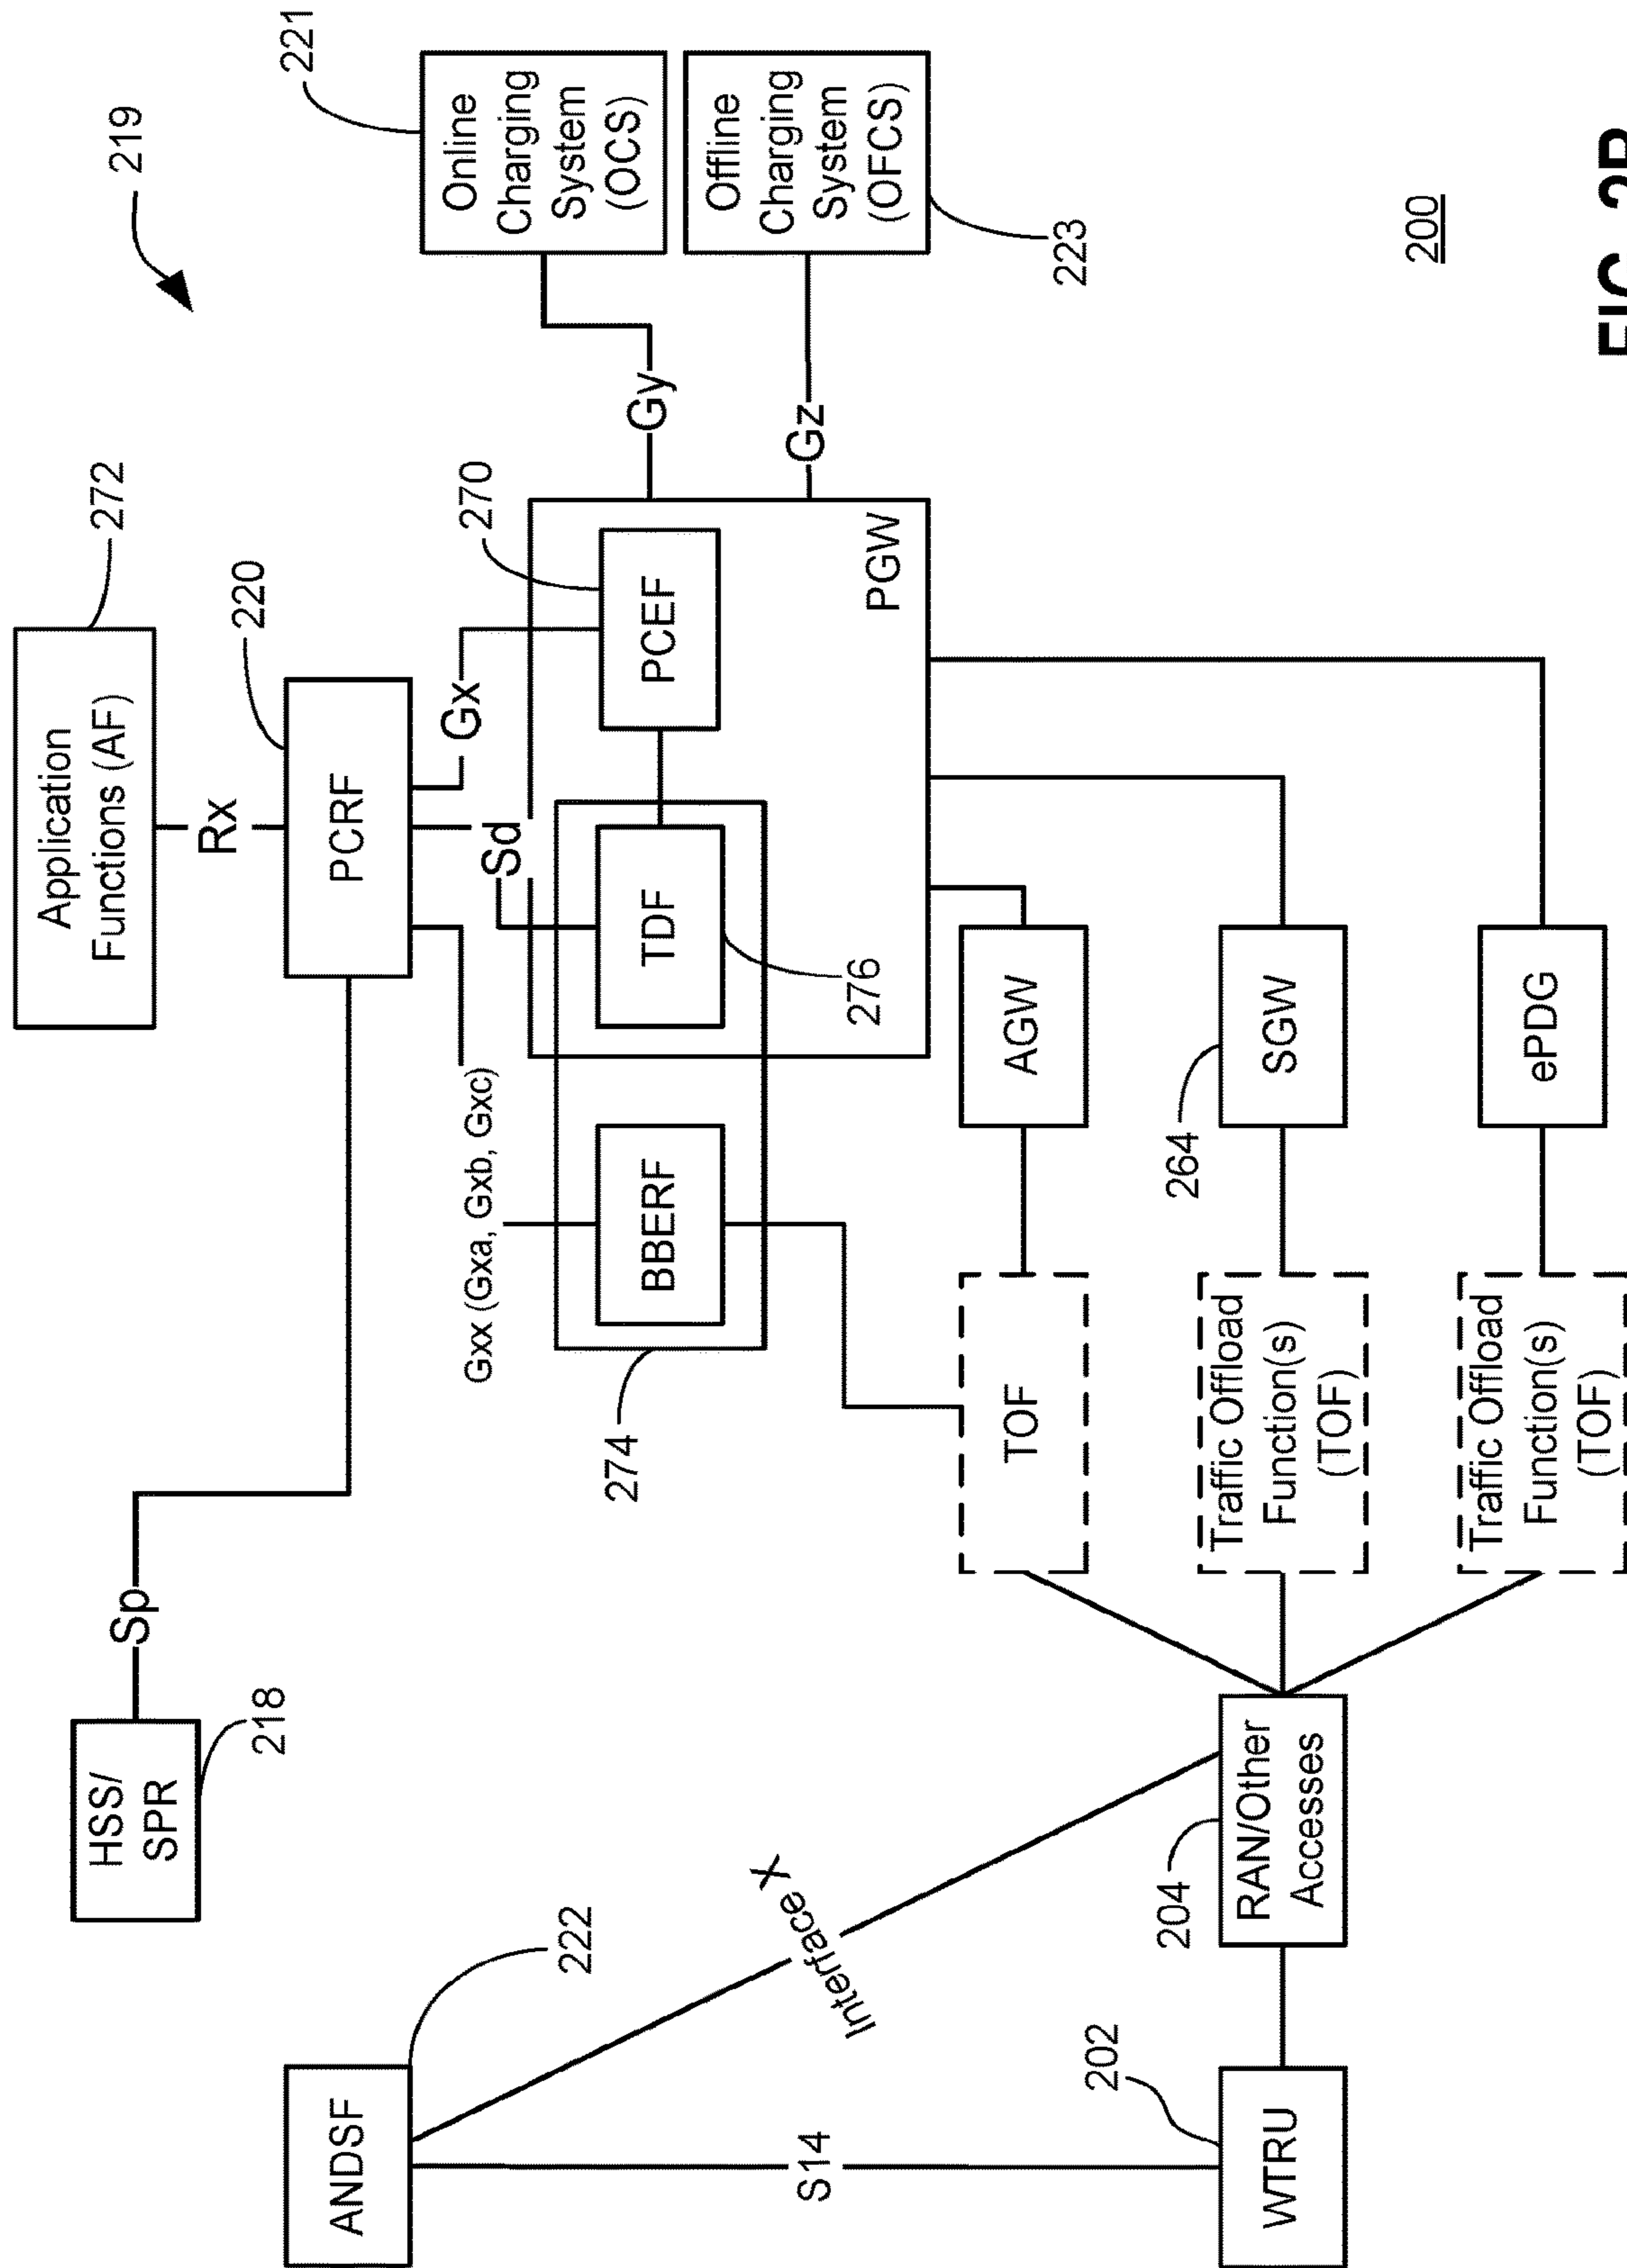 219
Application
Functions (AF)
272
Rx
HSS/
SPR
218
Sp
PCRF
220
221
Online
Charging
System
(OCS)
ANDSF
222
Gxx (Gxa, Gxb, Gxc)
Sd
Gx
270
Gy
BBERF
TDF
PCEF
274
276
PGW
Gz
Offline
Charging
System
(OFCS)
223
Interface X
S14
TOF
AGW
202
WTRU
204
RAN/Other
Accesses
Traffic Offload
Function(s)
(TOF)
264
SGW
200
Traffic Offload
Function(s)
(TOF)
ePDG
FIG. 2B